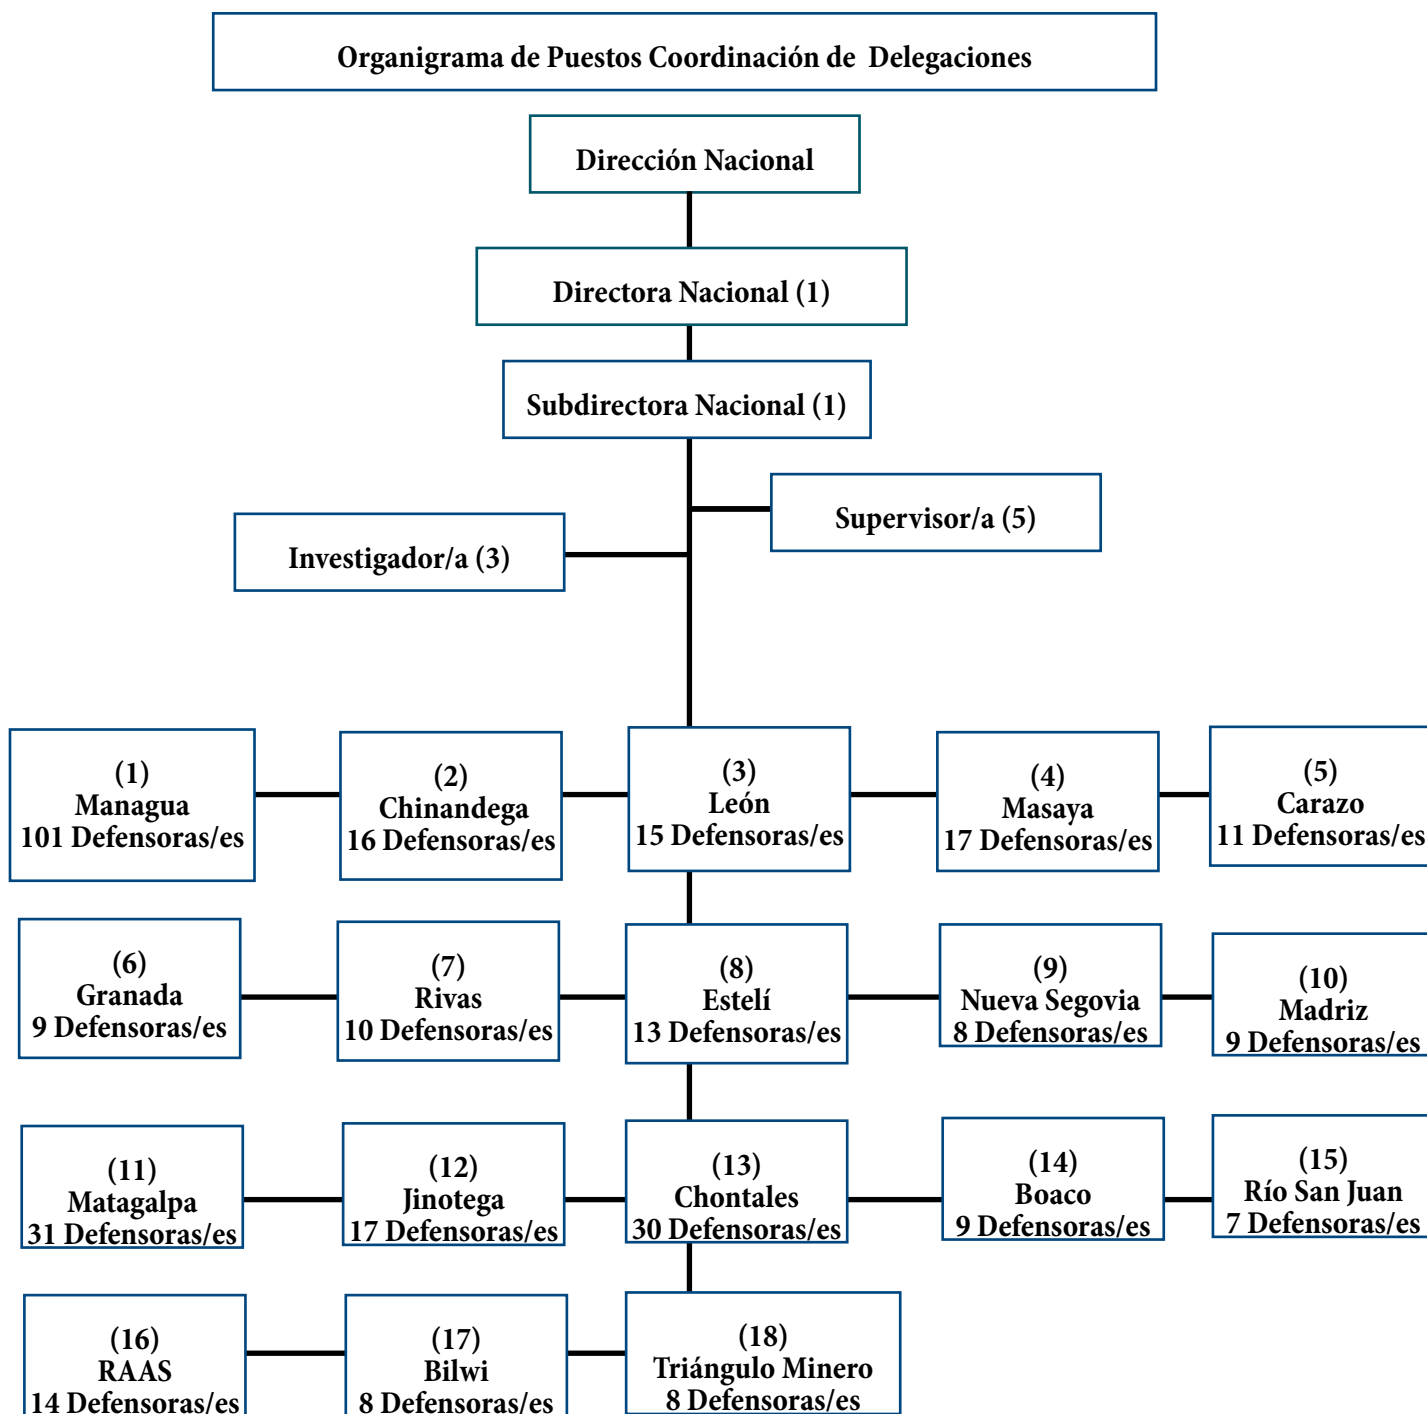 Organigrama de Puestos Coordinación de Delegaciones
Dirección Nacional
Directora Nacional (1)
Subdirectora Nacional (1)
Supervisor/a (5)
Investigador/a (3)
(1)
Managua
101 Defensoras/es
(2)
Chinandega
16 Defensoras/es
(3)
León
15 Defensoras/es
(4)
Masaya
17 Defensoras/es
(5)
Carazo
11 Defensoras/es
(6)
Granada
9 Defensoras/es
(7)
Rivas
10 Defensoras/es
(8)
Estelí
13 Defensoras/es
(9)
Nueva Segovia
8 Defensoras/es
(10)
Madriz
9 Defensoras/es
(11)
Matagalpa
31 Defensoras/es
(12)
Jinotega
17 Defensoras/es
(13)
Chontales
30 Defensoras/es
(14)
Boaco
9 Defensoras/es
(15)
Río San Juan
7 Defensoras/es
(16)
RAAS
14 Defensoras/es
(17)
Bilwi
8 Defensoras/es
(18)
Triángulo Minero
8 Defensoras/es